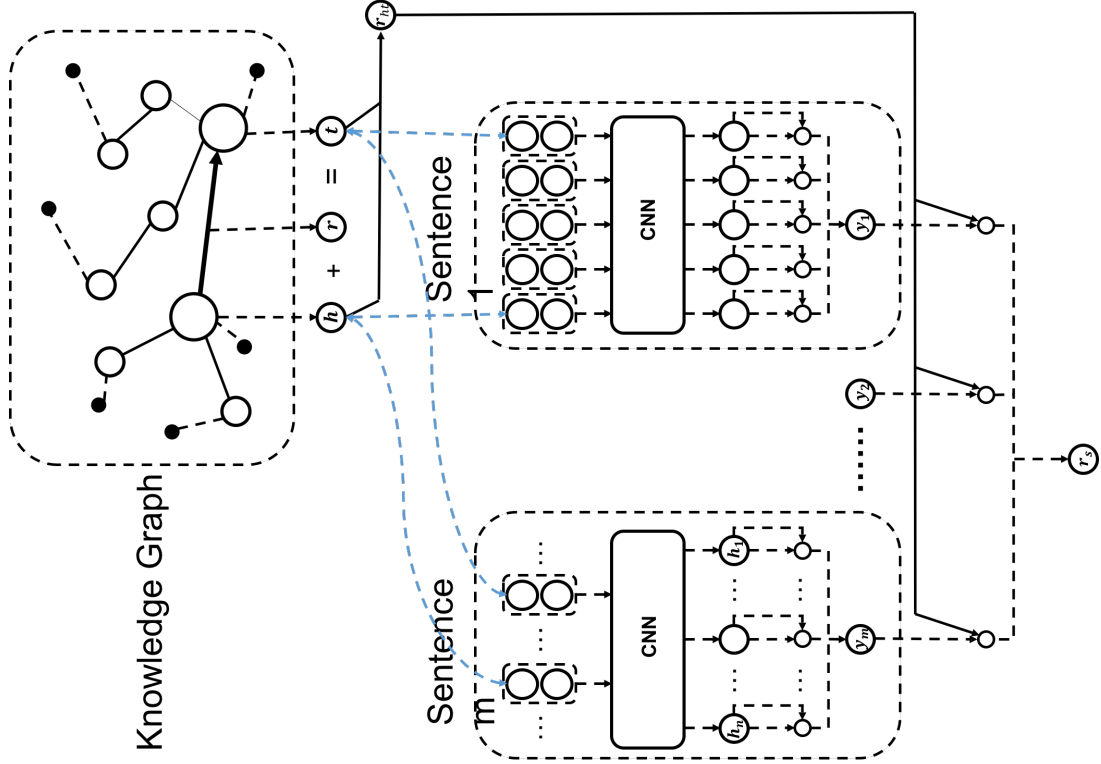 Knowledge Graph
h + r = t
r_ht
Sentence
1
CNN
y_1
y_2
......
Sentence
m
...
...
...
CNN
h_n
...
...
h_1
...
...
y_m
r_s